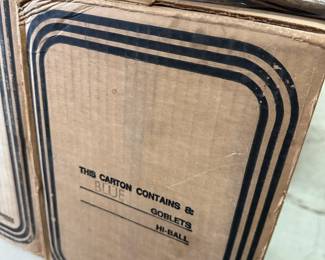 THIS CARTON CONTAINS 8:
BLUE
GOBLETS
HI-BALL